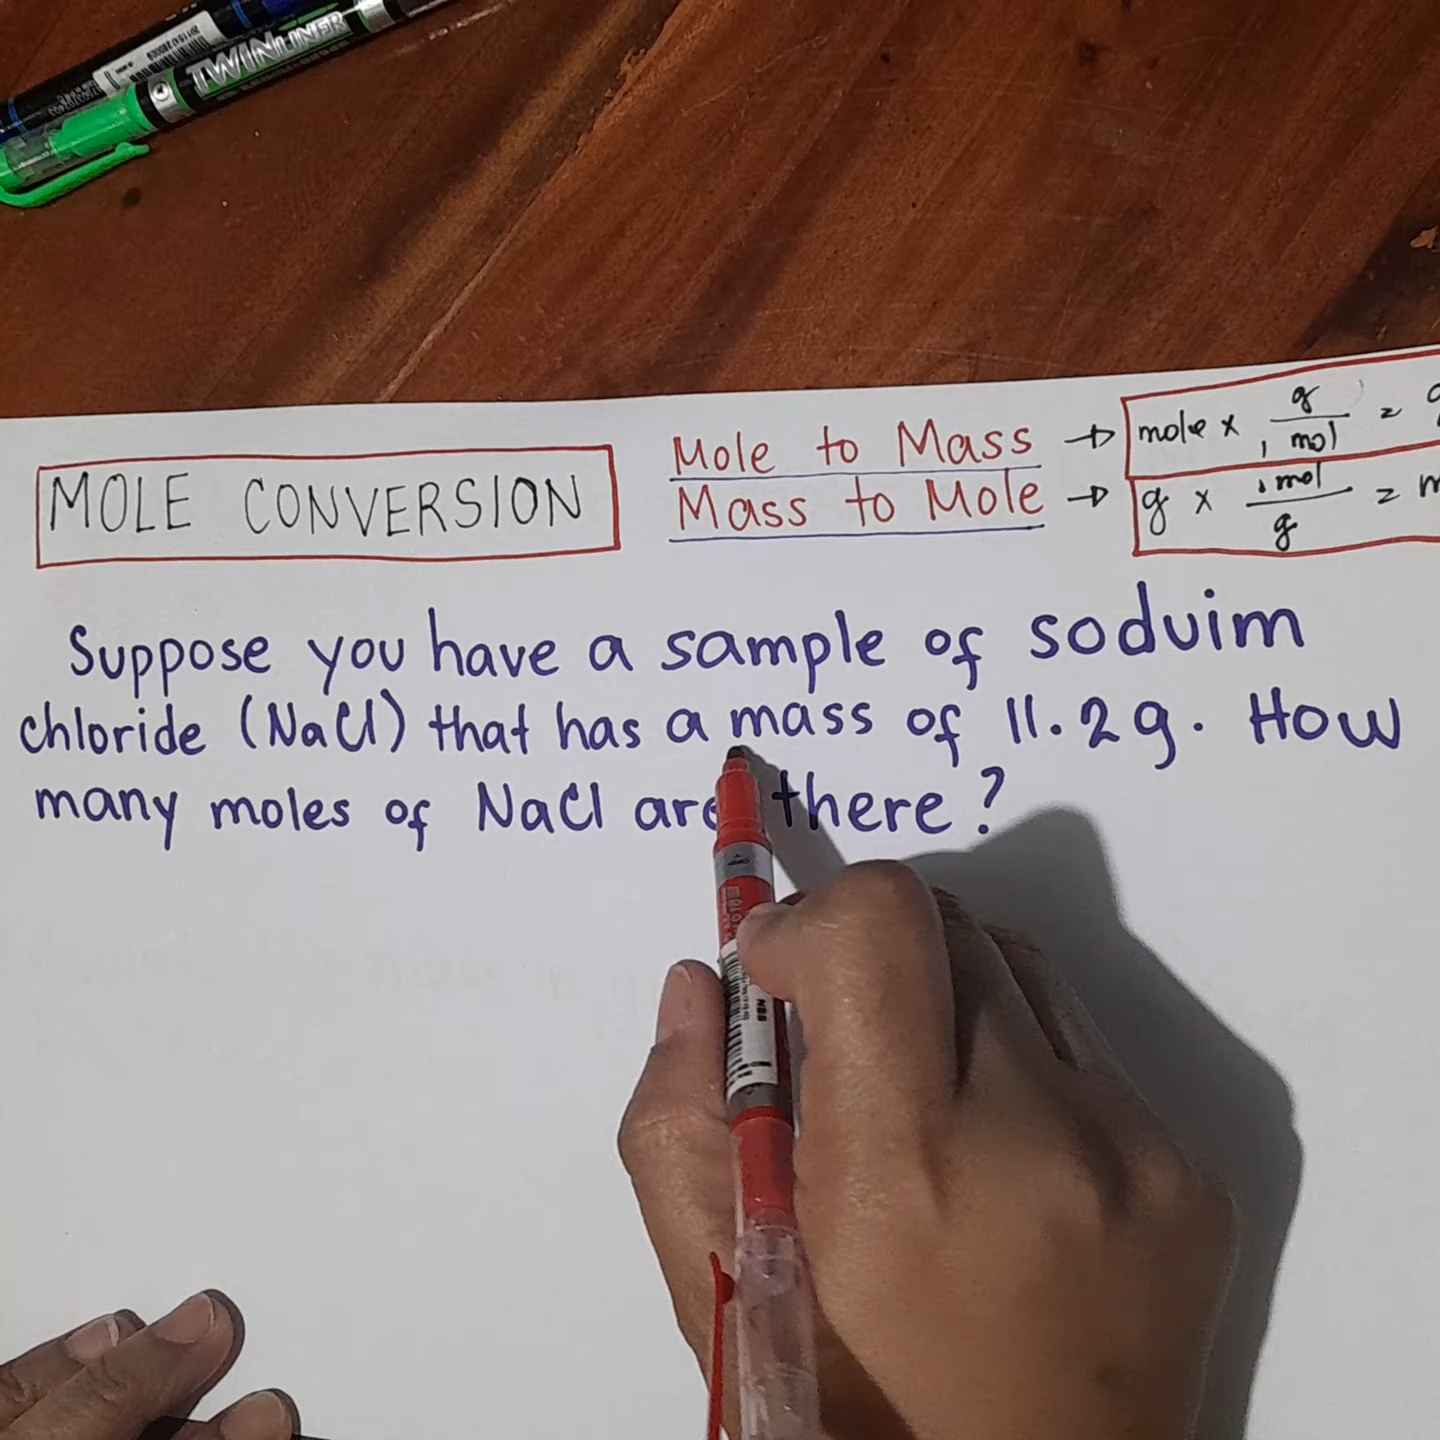 TWINLINER
MOLE CONVERSION
Mole to Mass → mole x g / 1 mol =
Mass to Mole → g x 1 mol / g = m
Suppose you have a sample of soduim
chloride (NaCl) that has a mass of 11.2g. How
many moles of NaCl are there?